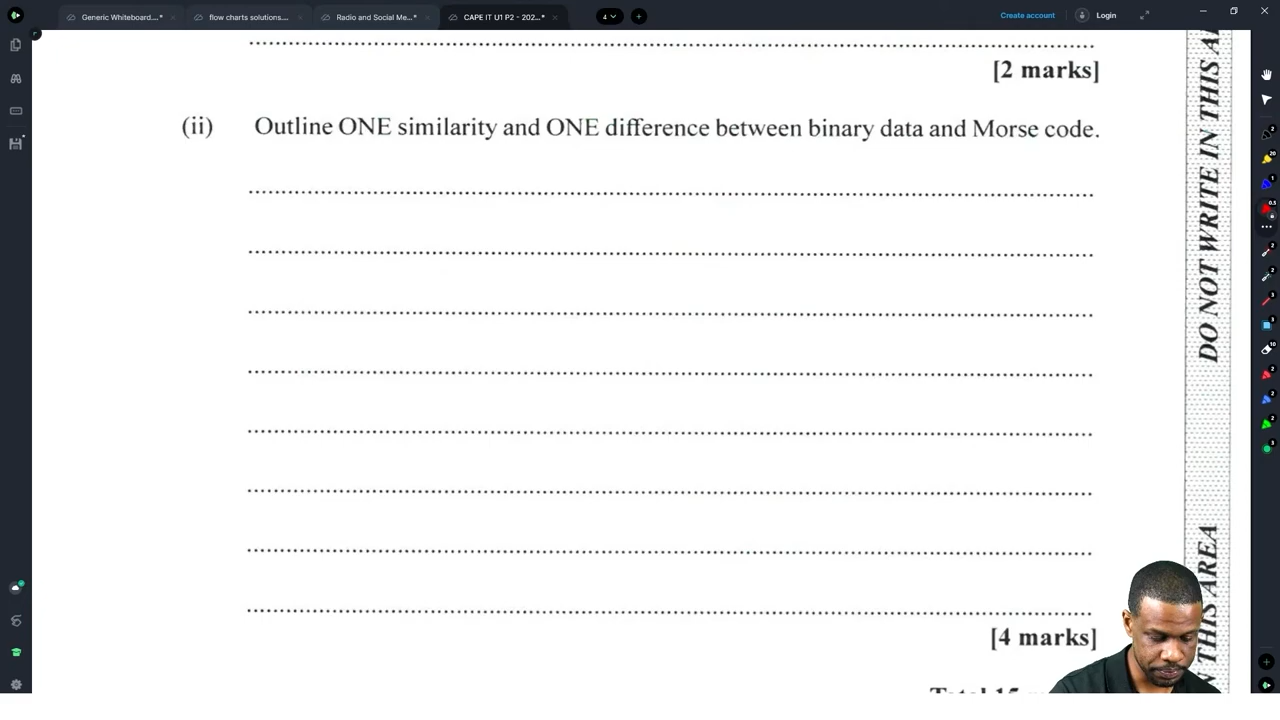 Generic Whiteboard....*
flow charts solutions....
Radio and Social Me...*
CAPE IT U1 P2 - 202...*
4
Create account
Login
[2 marks]
(ii) Outline ONE similarity and ONE difference between binary data and Morse code.
[4 marks]
DO NOT WRITE IN THIS
THIS AREA